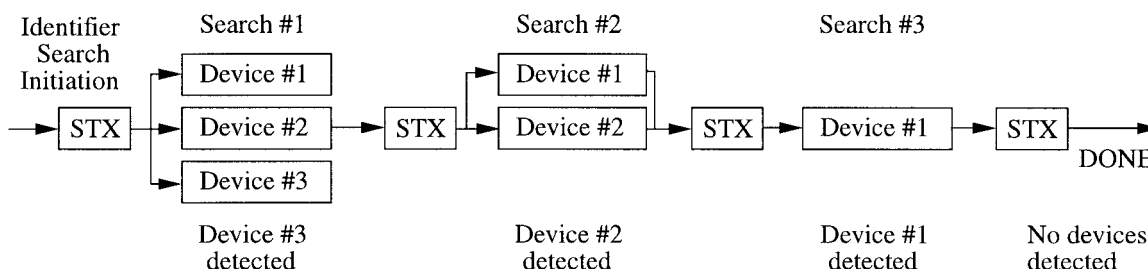 Identifier
Search
Initiation
Search #1
Search #2
Search #3
STX
Device #1
Device #2
Device #3
STX
Device #1
Device #2
STX
Device #1
STX
DONE
Device #3
detected
Device #2
detected
Device #1
detected
No devices
detected